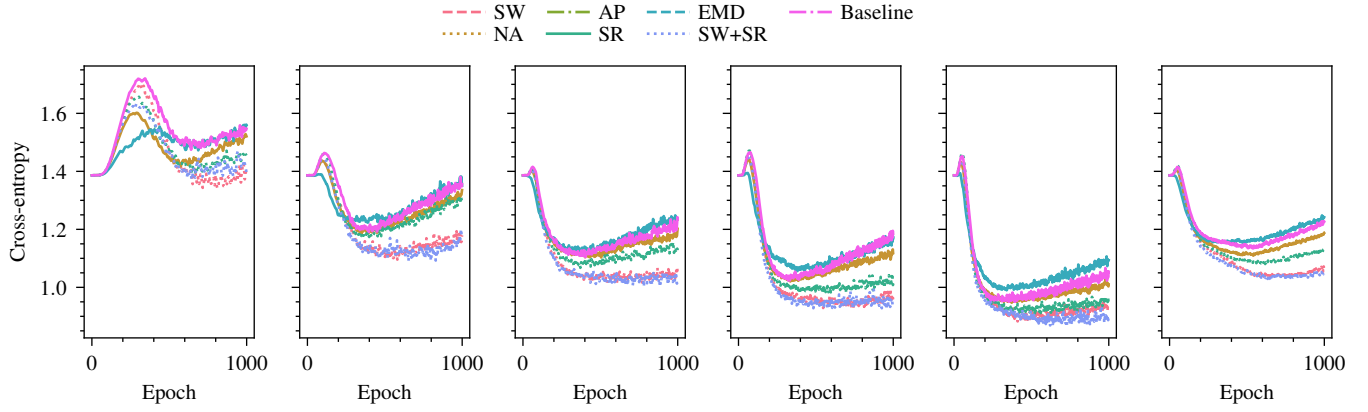 SW AP EMD Baseline
NA SR SW+SR
Cross-entropy
1.6
1.4
1.2
1.0
0 1000 0 1000 0 1000 0 1000 0 1000 0 1000
Epoch Epoch Epoch Epoch Epoch Epoch